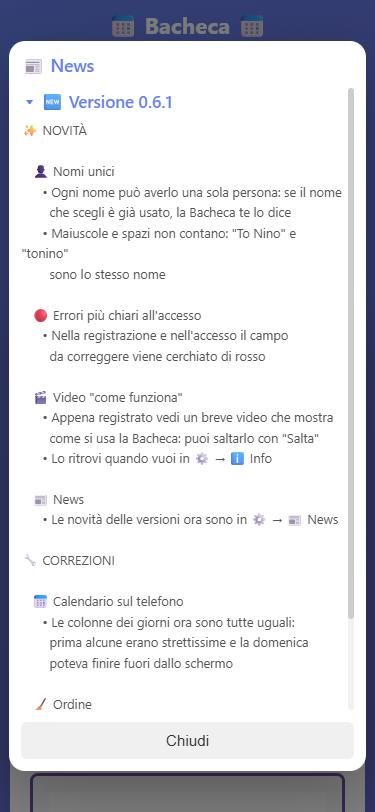 Bacheca
News
Versione 0.6.1
NOVITÀ
Nomi unici
• Ogni nome può averlo una sola persona: se il nome
che scegli è già usato, la Bacheca te lo dice
• Maiuscole e spazi non contano: "To Nino" e
"tonino"
sono lo stesso nome
Errori più chiari all'accesso
• Nella registrazione e nell'accesso il campo
da correggere viene cerchiato di rosso
Video "come funziona"
• Appena registrato vedi un breve video che mostra
come si usa la Bacheca: puoi saltarlo con "Salta"
• Lo ritrovi quando vuoi in ⚙️ → ℹ️ Info
News
• Le novità delle versioni ora sono in ⚙️ → 📰 News
CORREZIONI
Calendario sul telefono
• Le colonne dei giorni ora sono tutte uguali:
prima alcune erano strettissime e la domenica
poteva finire fuori dallo schermo
Ordine
Chiudi